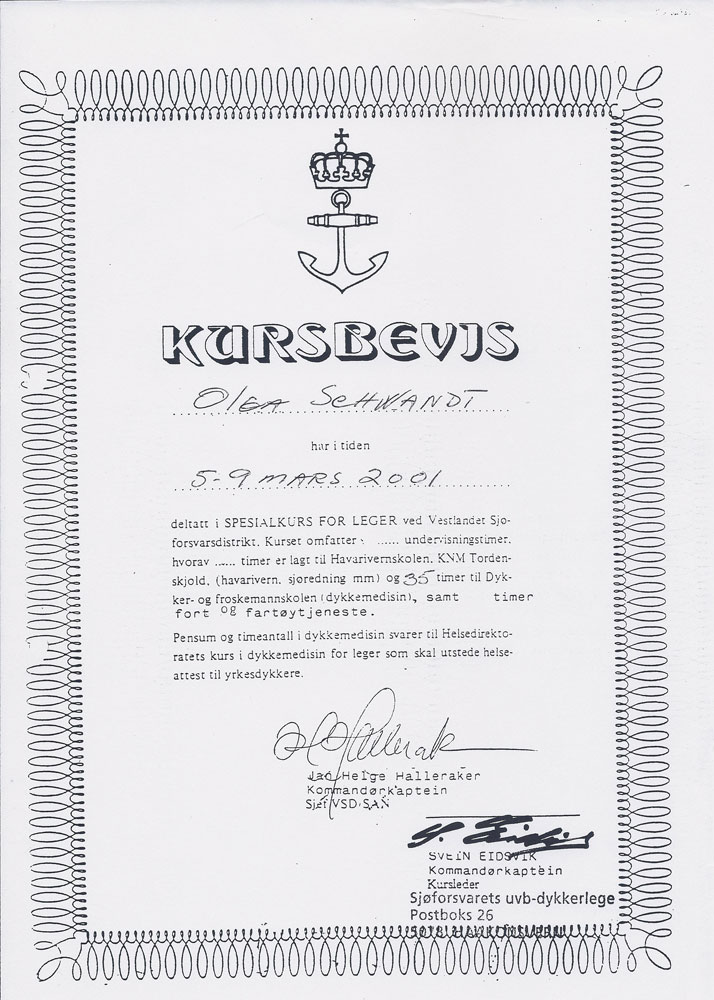 KURSBEVIS
OLGA SCHWANDT
har i tiden
5-9 MARS 2001
deltatt i SPESIALKURS FOR LEGER ved Vestlandet Sjø-
forsvarsdistrikt. Kurset omfatter ...... undervisningstimer,
hvorav ...... timer er lagt til Havarivernskolen, KNM Torden-
skjold, (havarivern, sjøredning mm) og 35 timer til Dyk-
ker- og froskemannskolen (dykkemedisin), samt timer
fort og fartøytjeneste.
Pensum og timeantall i dykkemedisin svarer til Helsedirekto-
ratets kurs i dykkemedisin for leger som skal utstede helse-
attest til yrkesdykkere.
Jan Helge Halleraker
Kommandørkaptein
Sjef VSD/SAN
SVEIN EIDSVIK
Kommandørkaptein
Kursleder
Sjøforsvarets uvb-dykkerlege
Postboks 26
5078 HAAKONSVERN